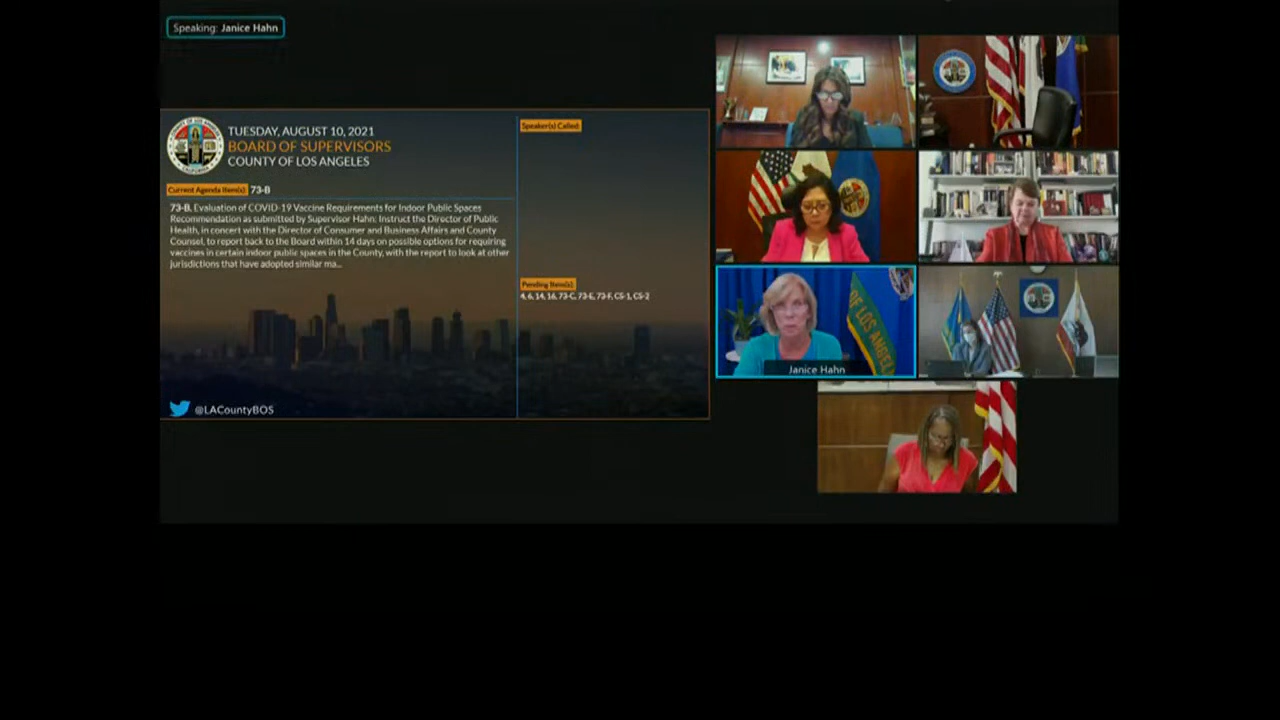 Speaking: Janice Hahn
TUESDAY, AUGUST 10, 2021
BOARD OF SUPERVISORS
COUNTY OF LOS ANGELES
Current Agenda Item(s): 73-B
73-B. Evaluation of COVID-19 Vaccine Requirements for Indoor Public Spaces
Recommendation as submitted by Supervisor Hahn: Instruct the Director of Public
Health, in concert with the Director of Consumer and Business Affairs and County
Counsel, to report back to the Board within 14 days on possible options for requiring
vaccines in certain indoor public spaces in the County, with the report to look at other
jurisdictions that have adopted similar ma...
@LACountyBOS
Speaker(s) Called:
Pending Item(s):
4, 6, 14, 16, 73-C, 73-E, 73-F, CS-1, CS-2
DE LOS ANGEL
Janice Hahn